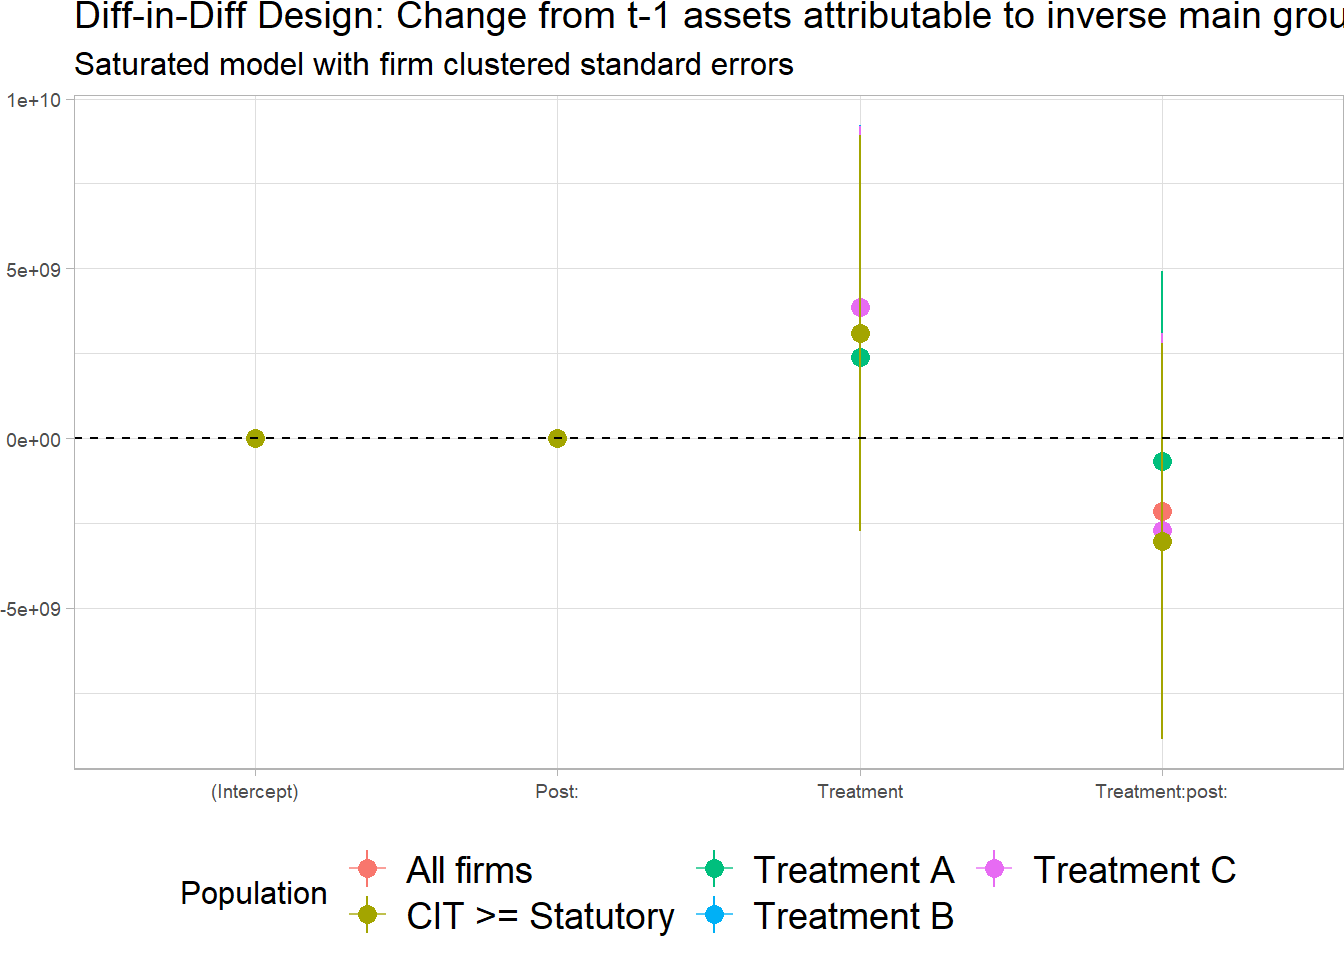 Diff-in-Diff Design: Change from t-1 assets attributable to inverse main grou
Saturated model with firm clustered standard errors
1e+10
5e+09
0e+00
-5e+09
(Intercept) Post: Treatment Treatment:post:
Population
All firms Treatment A Treatment C
CIT >= Statutory Treatment B